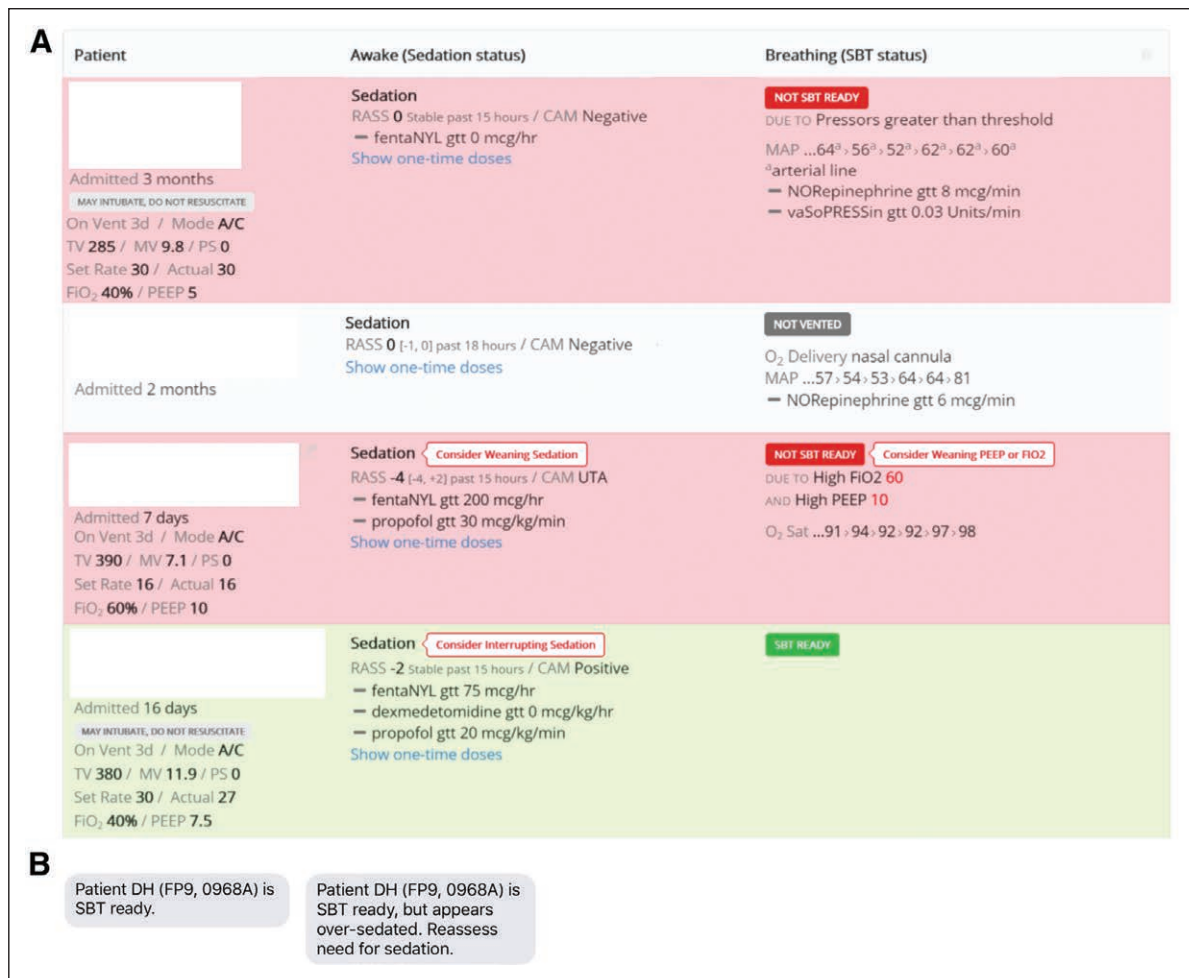 A
Patient Awake (Sedation status) Breathing (SBT status)
Admitted 3 months
MAY INTUBATE, DO NOT RESUSCITATE
On Vent 3d / Mode A/C
TV 285 / MV 9.8 / PS 0
Set Rate 30 / Actual 30
FiO₂ 40% / PEEP 5
Sedation
RASS 0 Stable past 15 hours / CAM Negative
— fentaNYL gtt 0 mcg/hr
Show one-time doses
NOT SBT READY
DUE TO Pressors greater than threshold
MAP ...64ᵃ › 56ᵃ › 52ᵃ › 62ᵃ › 62ᵃ › 60ᵃ
ᵃarterial line
— NORepinephrine gtt 8 mcg/min
— vaSoPRESSin gtt 0.03 Units/min
Admitted 2 months
Sedation
RASS 0 [-1, 0] past 18 hours / CAM Negative
Show one-time doses
NOT VENTED
O₂ Delivery nasal cannula
MAP ...57 › 54 › 53 › 64 › 64 › 81
— NORepinephrine gtt 6 mcg/min
Admitted 7 days
On Vent 3d / Mode A/C
TV 390 / MV 7.1 / PS 0
Set Rate 16 / Actual 16
FiO₂ 60% / PEEP 10
Sedation Consider Weaning Sedation
RASS -4 [-4, +2] past 15 hours / CAM UTA
— fentaNYL gtt 200 mcg/hr
— propofol gtt 30 mcg/kg/min
Show one-time doses
NOT SBT READY Consider Weaning PEEP or FIO2
DUE TO High FiO2 60
AND High PEEP 10
O₂ Sat ...91 › 94 › 92 › 92 › 97 › 98
Admitted 16 days
MAY INTUBATE, DO NOT RESUSCITATE
On Vent 3d / Mode A/C
TV 380 / MV 11.9 / PS 0
Set Rate 30 / Actual 27
FiO₂ 40% / PEEP 7.5
Sedation Consider Interrupting Sedation
RASS -2 Stable past 15 hours / CAM Positive
— fentaNYL gtt 75 mcg/hr
— dexmedetomidine gtt 0 mcg/kg/hr
— propofol gtt 20 mcg/kg/min
Show one-time doses
SBT READY
B
Patient DH (FP9, 0968A) is
SBT ready.
Patient DH (FP9, 0968A) is
SBT ready, but appears
over-sedated. Reassess
need for sedation.